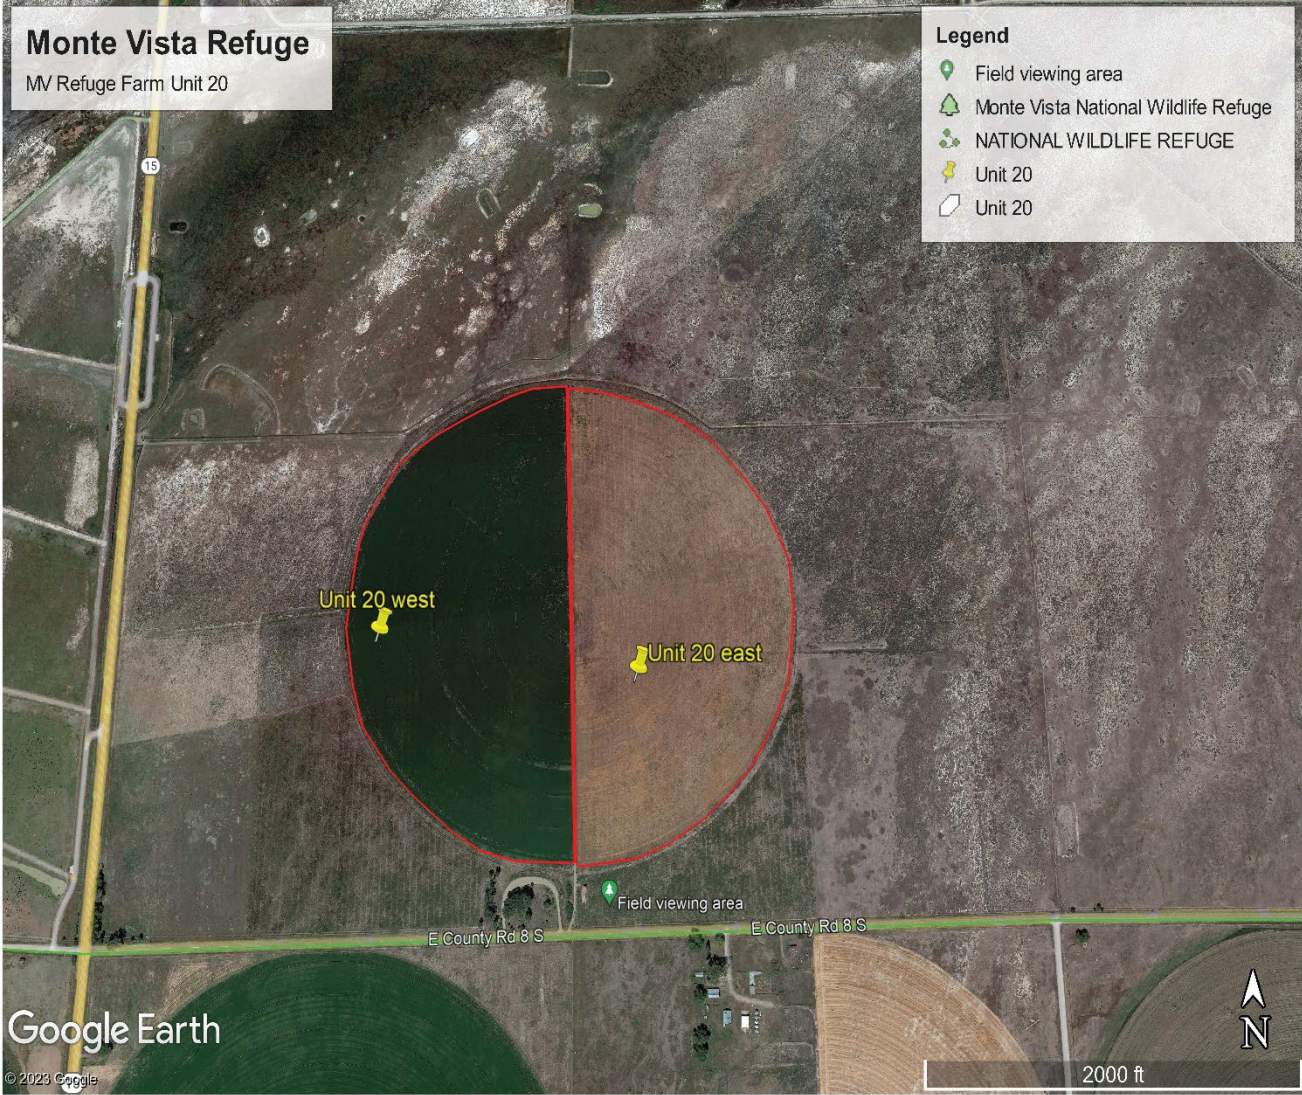 Monte Vista Refuge
MV Refuge Farm Unit 20
Legend
Field viewing area
Monte Vista National Wildlife Refuge
NATIONAL WILDLIFE REFUGE
Unit 20
Unit 20
15
Unit 20 west
Unit 20 east
Field viewing area
E County Rd 8 S
E County Rd 8 S
Google Earth
N
© 2023 Google
2000 ft